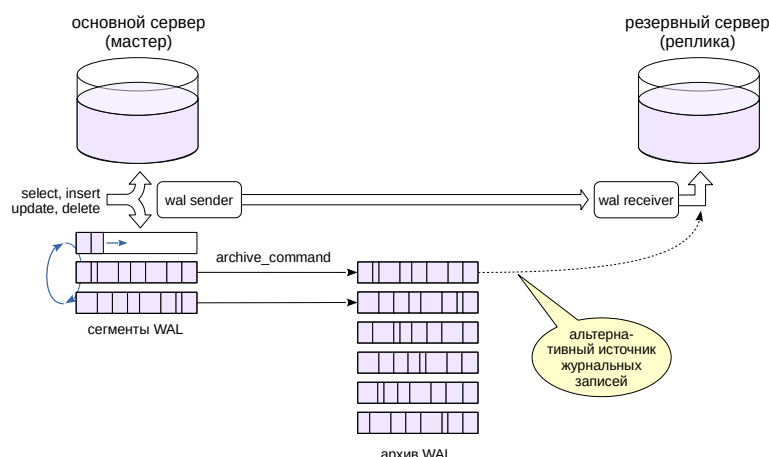 основной сервер
(мастер)
резервный сервер
(реплика)
select, insert
update, delete
wal sender
wal receiver
archive_command
сегменты WAL
альтерна-
тивный источник
журнальных
записей
архив WAL